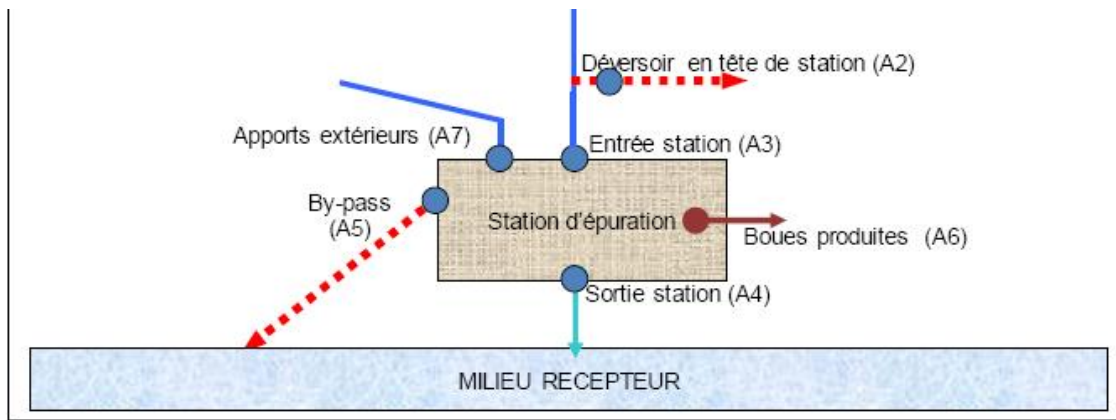 Déversoir en tête de station (A2)
Apports extérieurs (A7)
Entrée station (A3)
By-pass
(A5)
Station d'épuration
Boues produites (A6)
Sortie station (A4)
MILIEU RECEPTEUR